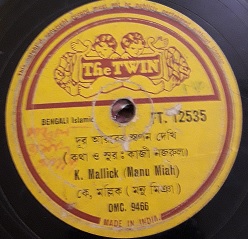 The TWIN
BENGALI Islamic FT. 12535
দূর আরবের স্বপন দেখি
(কথা ও সুর: কাজী নজরুল)
K. Mallick (Manu Miah)
কে, মল্লিক (মনু মিঞা)
OMC. 9466
MADE IN INDIA